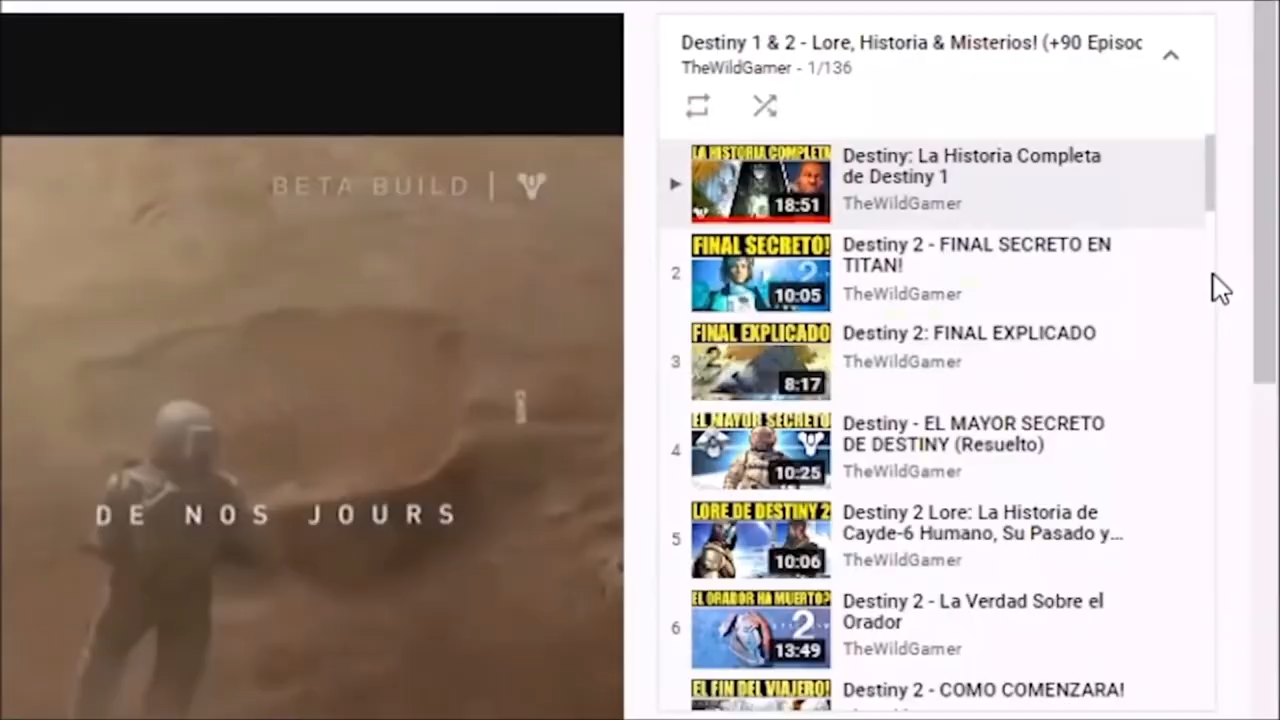 Destiny 1 & 2 - Lore, Historia & Misterios! (+90 Episoc
TheWildGamer - 1/136
BETA BUILD
DE NOS JOURS
LA HISTORIA COMPLETA
18:51
Destiny: La Historia Completa
de Destiny 1
TheWildGamer
2
FINAL SECRETO!
2
10:05
Destiny 2 - FINAL SECRETO EN
TITAN!
TheWildGamer
3
FINAL EXPLICADO
8:17
Destiny 2: FINAL EXPLICADO
TheWildGamer
4
EL MAYOR SECRETO
10:25
Destiny - EL MAYOR SECRETO
DE DESTINY (Resuelto)
TheWildGamer
5
LORE DE DESTINY 2
10:06
Destiny 2 Lore: La Historia de
Cayde-6 Humano, Su Pasado y...
TheWildGamer
6
EL ORADOR HA MUERTO?
2
13:49
Destiny 2 - La Verdad Sobre el
Orador
TheWildGamer
EL FIN DEL VIAJERO!
Destiny 2 - COMO COMENZARA!